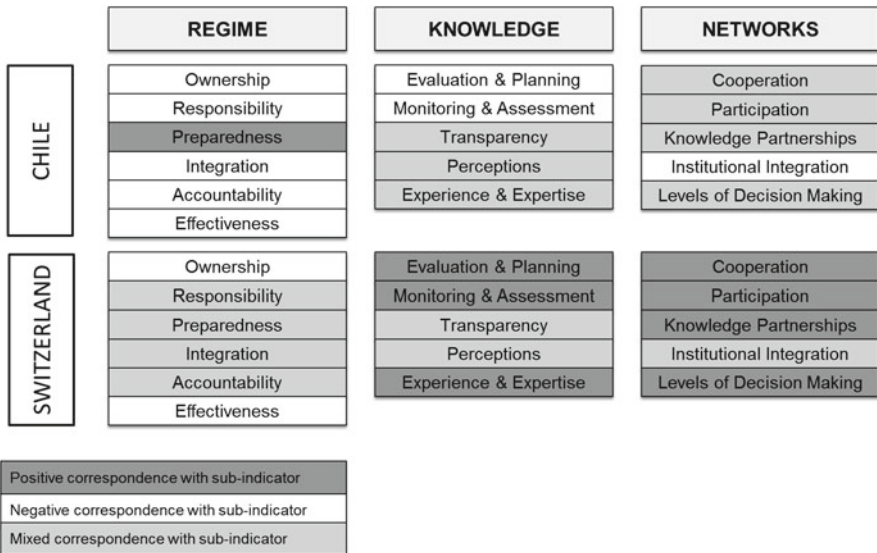 REGIME
KNOWLEDGE
NETWORKS
CHILE
Ownership
Responsibility
Preparedness
Integration
Accountability
Effectiveness
Evaluation & Planning
Monitoring & Assessment
Transparency
Perceptions
Experience & Expertise
Cooperation
Participation
Knowledge Partnerships
Institutional Integration
Levels of Decision Making
SWITZERLAND
Ownership
Responsibility
Preparedness
Integration
Accountability
Effectiveness
Evaluation & Planning
Monitoring & Assessment
Transparency
Perceptions
Experience & Expertise
Cooperation
Participation
Knowledge Partnerships
Institutional Integration
Levels of Decision Making
Positive correspondence with sub-indicator
Negative correspondence with sub-indicator
Mixed correspondence with sub-indicator